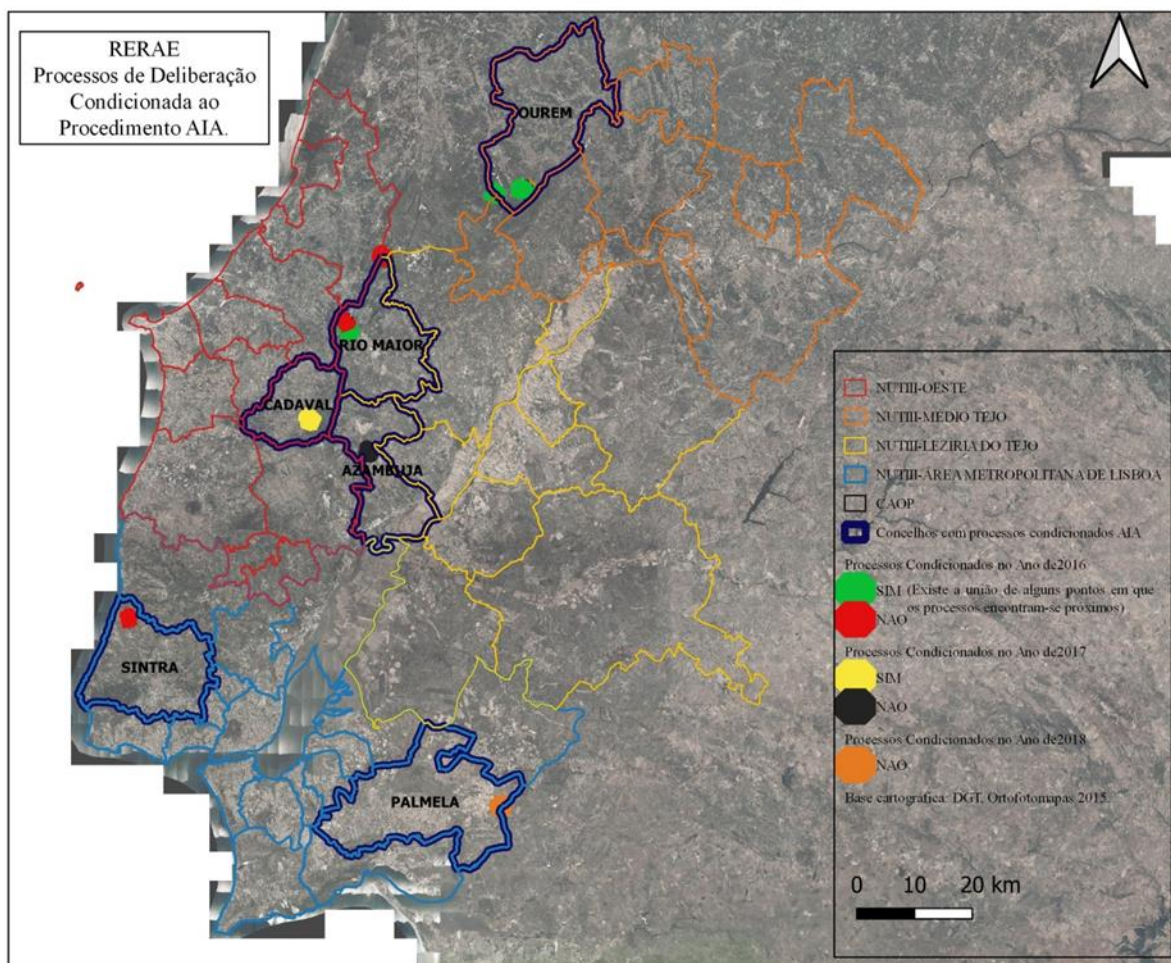 RERAE
Processos de Deliberação
Condicionada ao
Procedimento AIA.
OUREM
RIO MAIOR
CADAVAL
AZAMBUJA
SINTRA
PALMELA
NUTIII-OESTE
NUTIII-MÉDIO TEJO
NUTIII-LEZIRIA DO TEJO
NUTIII-ÁREA METROPOLITANA DE LISBOA
CAOP
Concelhos com processos condicionados AIA
Processos Condicionados no Ano de2016
SIM (Existe a união de alguns pontos em que
os processos encontram-se próximos)
NAO
Processos Condicionados no Ano de2017
SIM
NAO
Processos Condicionados no Ano de2018
NAO
Base cartográfica: DGT, Ortofotomapas 2015.
0 10 20 km